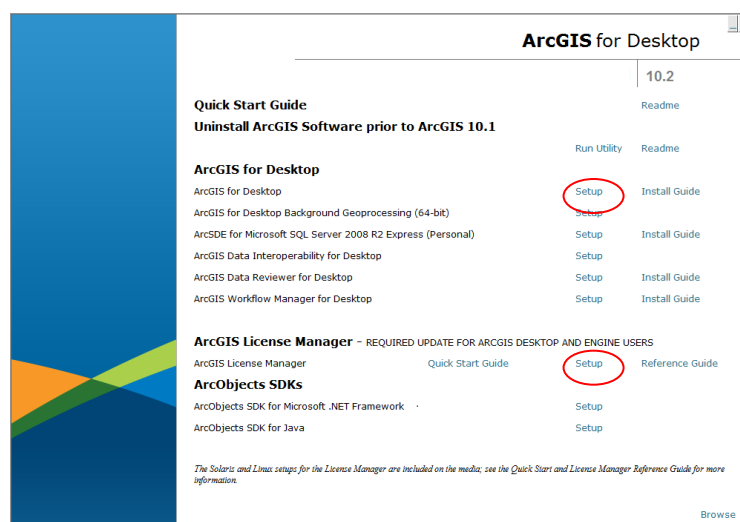 ArcGIS for Desktop
10.2
Quick Start Guide Readme
Uninstall ArcGIS Software prior to ArcGIS 10.1
Run Utility Readme
ArcGIS for Desktop
ArcGIS for Desktop Setup Install Guide
ArcGIS for Desktop Background Geoprocessing (64-bit) Setup
ArcSDE for Microsoft SQL Server 2008 R2 Express (Personal) Setup Install Guide
ArcGIS Data Interoperability for Desktop Setup
ArcGIS Data Reviewer for Desktop Setup Install Guide
ArcGIS Workflow Manager for Desktop Setup Install Guide
ArcGIS License Manager - REQUIRED UPDATE FOR ARCGIS DESKTOP AND ENGINE USERS
ArcGIS License Manager Quick Start Guide Setup Reference Guide
ArcObjects SDKs
ArcObjects SDK for Microsoft .NET Framework Setup
ArcObjects SDK for Java Setup
The Solaris and Linux setups for the License Manager are included on the media; see the Quick Start and License Manager Reference Guide for more
information.
Browse